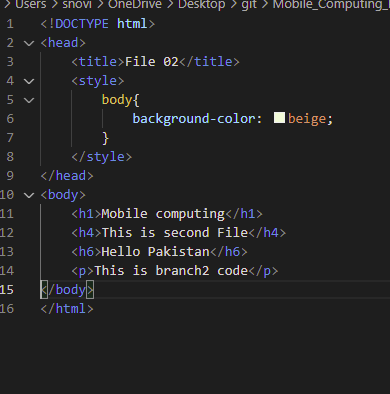 Users > snovi > OneDrive > Desktop > git > Mobile_Computing_
1 <!DOCTYPE html>
2 <head>
3 <title>File 02</title>
4 <style>
5 body{
6 background-color: beige;
7 }
8 </style>
9 </head>
10 <body>
11 <h1>Mobile computing</h1>
12 <h4>This is second File</h4>
13 <h6>Hello Pakistan</h6>
14 <p>This is branch2 code</p>
15 </body>
16 </html>